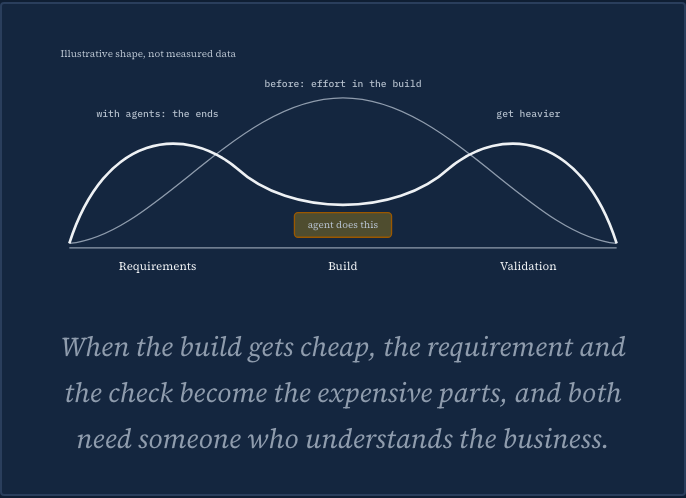 Illustrative shape, not measured data
before: effort in the build
with agents: the ends
get heavier
agent does this
Requirements
Build
Validation
When the build gets cheap, the requirement and
the check become the expensive parts, and both
need someone who understands the business.